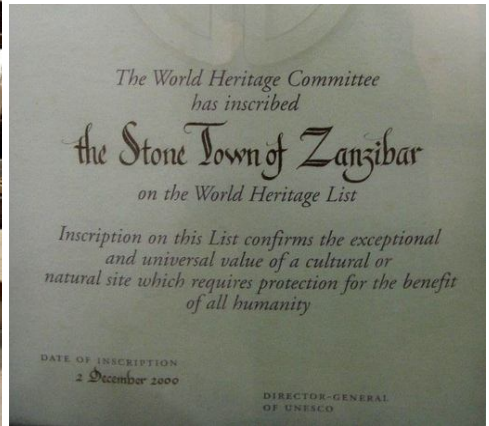 The World Heritage Committee
has inscribed
the Stone Town of Zanzibar
on the World Heritage List
Inscription on this List confirms the exceptional
and universal value of a cultural or
natural site which requires protection for the benefit
of all humanity
DATE OF INSCRIPTION
2 December 2000
DIRECTOR-GENERAL
OF UNESCO